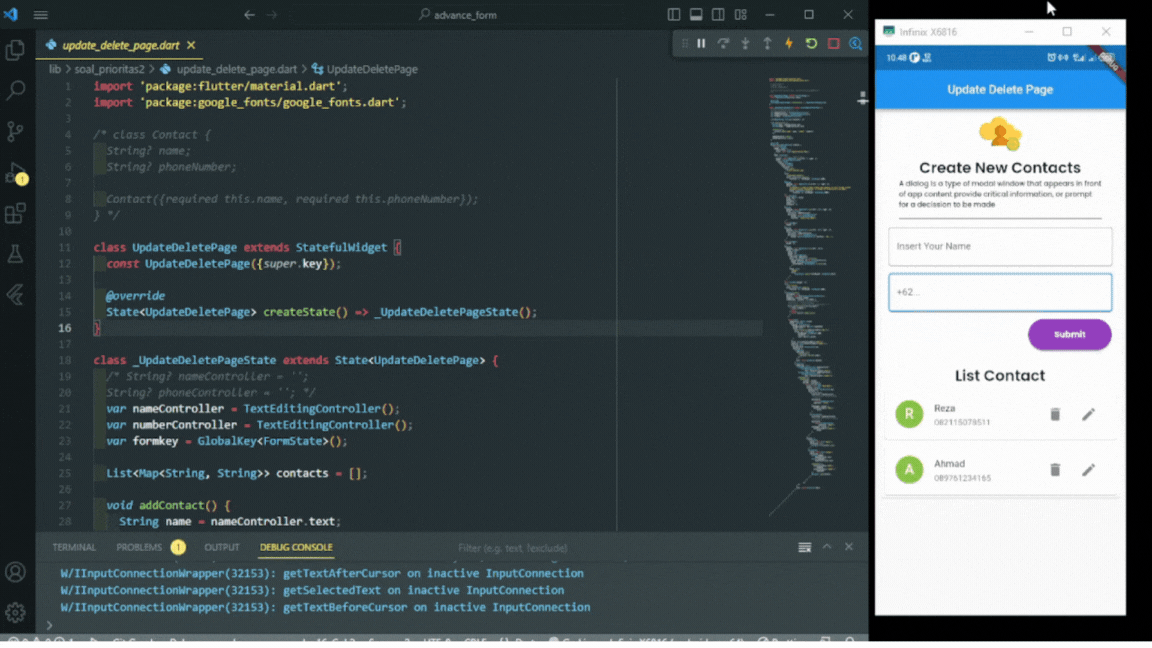 advance_form
update_delete_page.dart
lib > soal_prioritas2 > update_delete_page.dart > UpdateDeletePage
1 import 'package:flutter/material.dart';
2 import 'package:google_fonts/google_fonts.dart';
3
4 /* class Contact {
5 String? name;
6 String? phoneNumber;
7
8 Contact({required this.name, required this.phoneNumber});
9 } */
10
11 class UpdateDeletePage extends StatefulWidget {
12 const UpdateDeletePage({super.key});
13
14 @override
15 State<UpdateDeletePage> createState() => _UpdateDeletePageState();
16 }
17
18 class _UpdateDeletePageState extends State<UpdateDeletePage> {
19 /* String? nameController = '';
20 String? phoneController = ''; */
21 var nameController = TextEditingController();
22 var numberController = TextEditingController();
23 var formkey = GlobalKey<FormState>();
24
25 List<Map<String, String>> contacts = [];
26
27 void addContact() {
28 String name = nameController.text;
TERMINAL PROBLEMS 1 OUTPUT DEBUG CONSOLE Filter (e.g. text, !exclude)
W/IInputConnectionWrapper(32153): getTextAfterCursor on inactive InputConnection
W/IInputConnectionWrapper(32153): getSelectedText on inactive InputConnection
W/IInputConnectionWrapper(32153): getTextBeforeCursor on inactive InputConnection
Infinix X6816
10.48
Update Delete Page
Create New Contacts
A dialog is a type of modal window that appears in front
of app content provide critical information, or prompt
for a decission to be made
Insert Your Name
+62...
Submit
List Contact
R Reza
082115078511
A Ahmad
089761234165